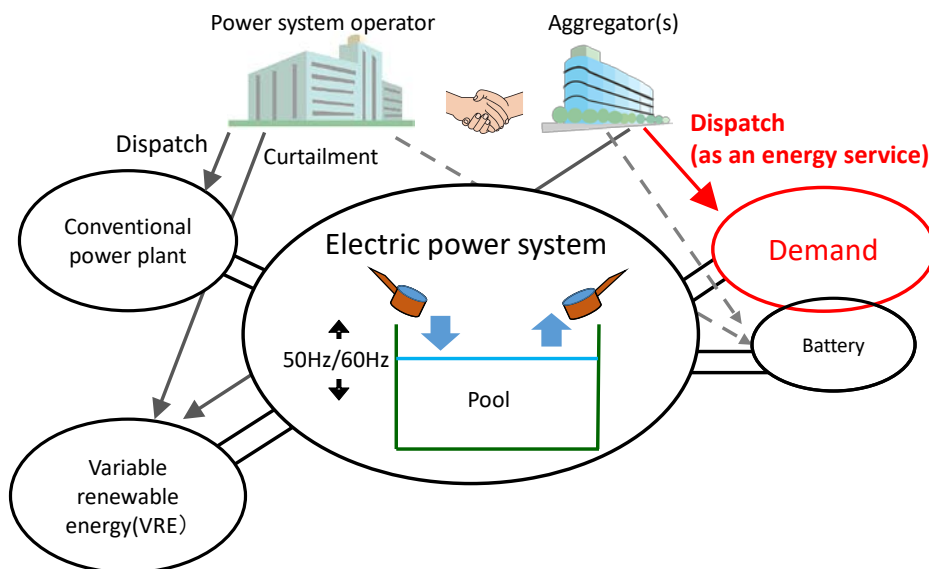 Power system operator
Aggregator(s)
Dispatch
Curtailment
Dispatch
(as an energy service)
Conventional
power plant
Electric power system
Demand
50Hz/60Hz
Battery
Pool
Variable
renewable
energy(VRE）